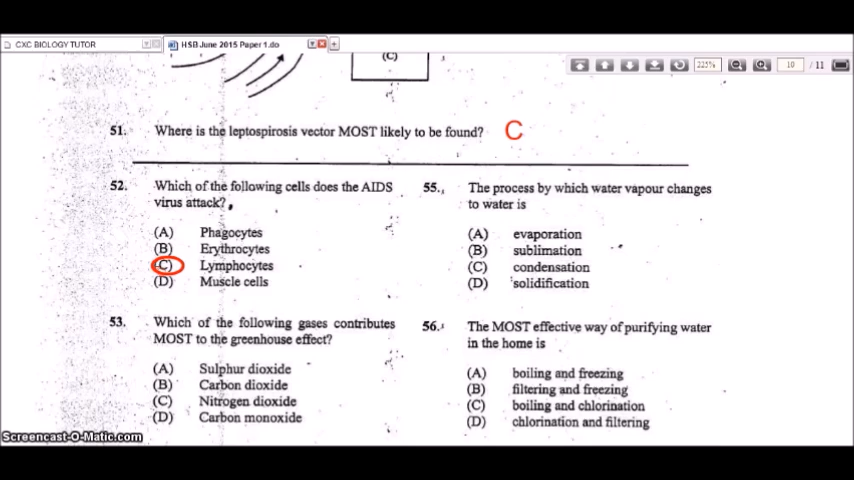 CXC BIOLOGY TUTOR
HSB June 2015 Paper 1.do
225%
10
/ 11
(C)
51. Where is the leptospirosis vector MOST likely to be found? C
52. Which of the following cells does the AIDS
virus attack?
(A) Phagocytes
(B) Erythrocytes
(C) Lymphocytes
(D) Muscle cells
53. Which of the following gases contributes
MOST to the greenhouse effect?
(A) Sulphur dioxide
(B) Carbon dioxide
(C) Nitrogen dioxide
(D) Carbon monoxide
55. The process by which water vapour changes
to water is
(A) evaporation
(B) sublimation
(C) condensation
(D) solidification
56. The MOST effective way of purifying water
in the home is
(A) boiling and freezing
(B) filtering and freezing
(C) boiling and chlorination
(D) chlorination and filtering
Screencast-O-Matic.com